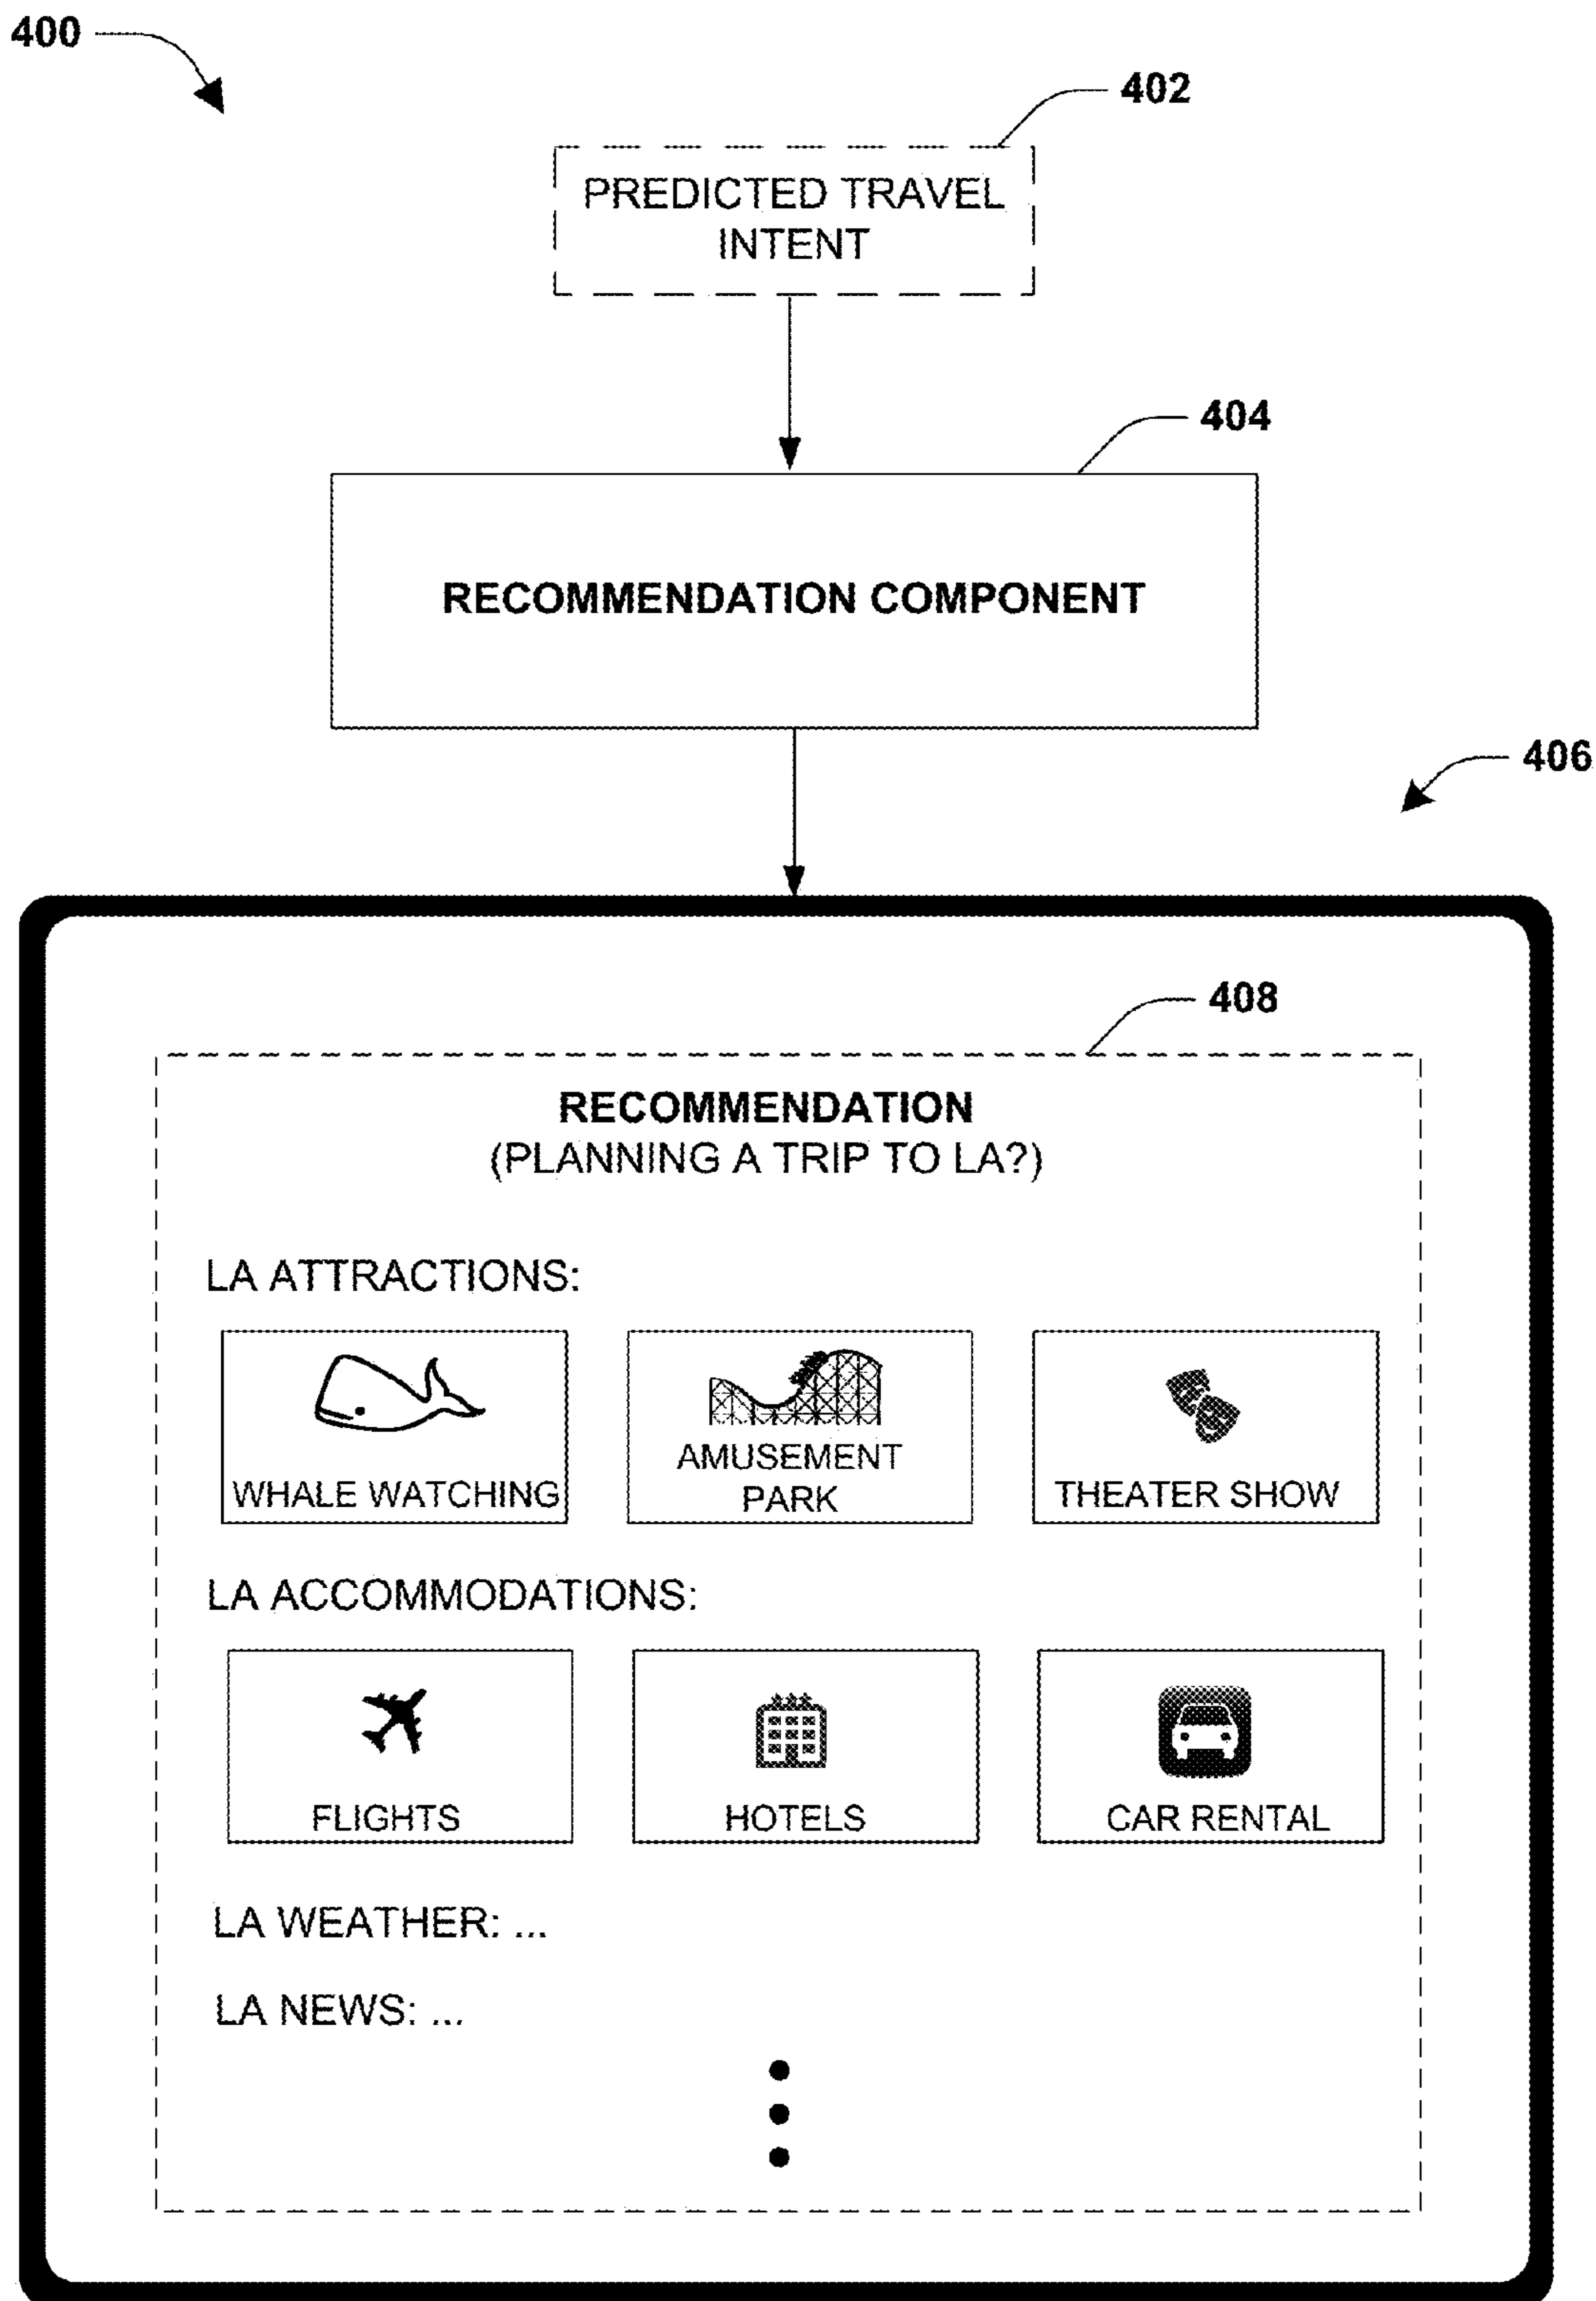 400
402
PREDICTED TRAVEL
INTENT
404
RECOMMENDATION COMPONENT
406
408
RECOMMENDATION
(PLANNING A TRIP TO LA?)
LA ATTRACTIONS:
WHALE WATCHING
AMUSEMENT
PARK
THEATER SHOW
LA ACCOMMODATIONS:
FLIGHTS
HOTELS
CAR RENTAL
LA WEATHER: ...
LA NEWS: ...